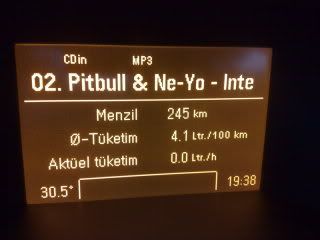 CDin MP3
02. Pitbull & Ne-Yo - Inte
Menzil 245 km
Ø-Tüketim 4.1 Ltr./100 km
Aktüel tüketim 0.0 Ltr./h
30.5° 19:38